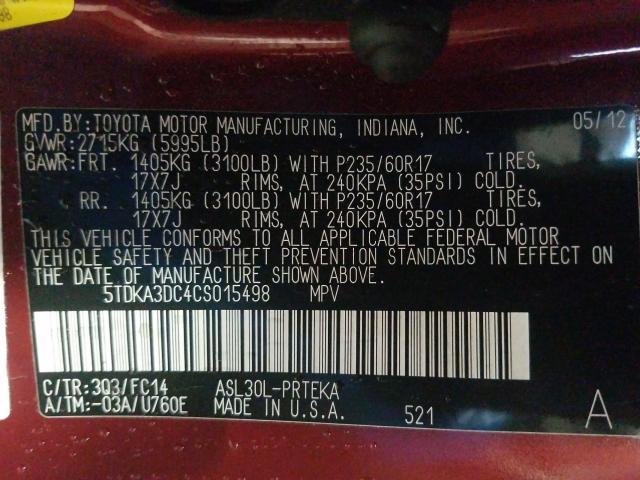 MFD.BY:TOYOTA MOTOR MANUFACTURING, INDIANA, INC. 05/12
GVWR:2715KG (5995LB)
GAWR:FRT. 1405KG (3100LB) WITH P235/60R17 TIRES,
17X7J RIMS, AT 240KPA (35PSI) COLD.
RR. 1405KG (3100LB) WITH P235/60R17 TIRES,
17X7J RIMS, AT 240KPA (35PSI) COLD.
THIS VEHICLE CONFORMS TO ALL APPLICABLE FEDERAL MOTOR
VEHICLE SAFETY AND THEFT PREVENTION STANDARDS IN EFFECT ON
THE DATE OF MANUFACTURE SHOWN ABOVE.
5TDKA3DC4CS015498 MPV
C/TR:3Q3/FC14 ASL30L-PRTEKA
A/TM:-03A/U760E MADE IN U.S.A. 521 A